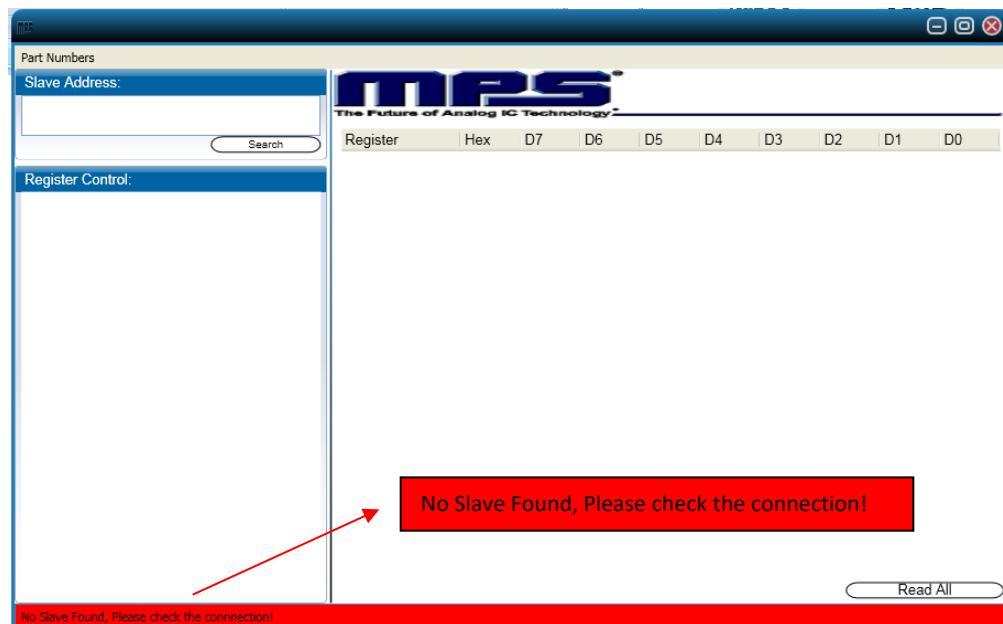 mps
Part Numbers
Slave Address:
Search
Register Control:
mps
The Future of Analog IC Technology
Register Hex D7 D6 D5 D4 D3 D2 D1 D0
No Slave Found, Please check the connection!
Read All
No Slave Found, Please check the connnection!